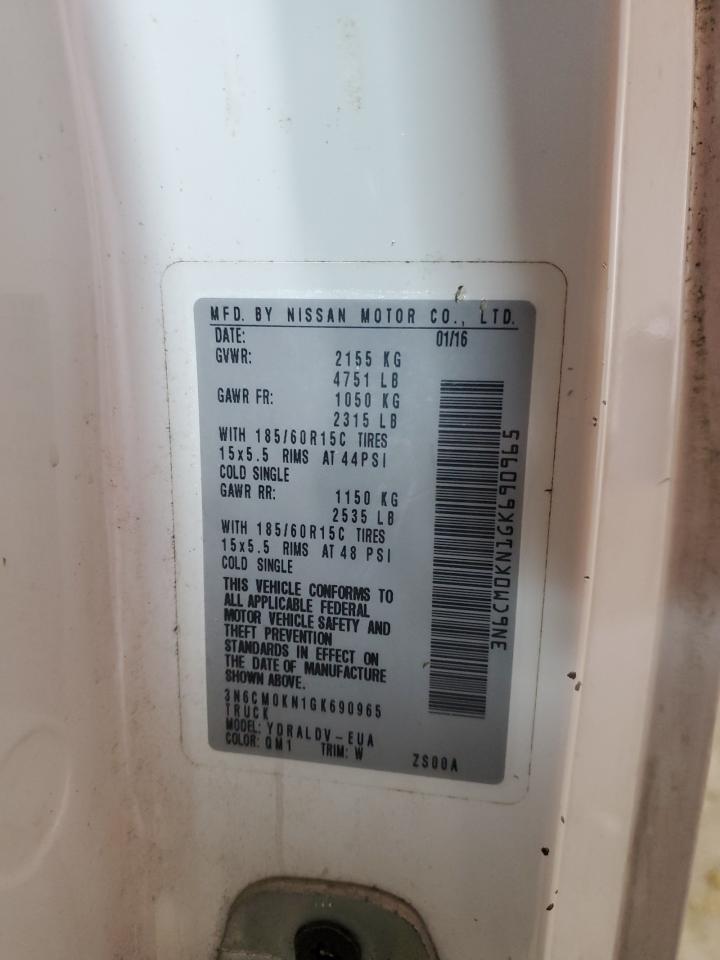 MFD. BY NISSAN MOTOR CO., LTD.
DATE: 01/16
GVWR: 2155 KG
4751 LB
GAWR FR: 1050 KG
2315 LB
WITH 185/60R15C TIRES
15x5.5 RIMS AT 44PSI
COLD SINGLE
GAWR RR: 1150 KG
2535 LB
WITH 185/60R15C TIRES
15x5.5 RIMS AT 48 PSI
COLD SINGLE
THIS VEHICLE CONFORMS TO
ALL APPLICABLE FEDERAL
MOTOR VEHICLE SAFETY AND
THEFT PREVENTION
STANDARDS IN EFFECT ON
THE DATE OF MANUFACTURE
SHOWN ABOVE.
3N6CM0KN1GK690965
TRUCK
MODEL: YDRALDV-EUA
COLOR: QM1 TRIM: W ZS00A
3N6CM0KN1GK690965